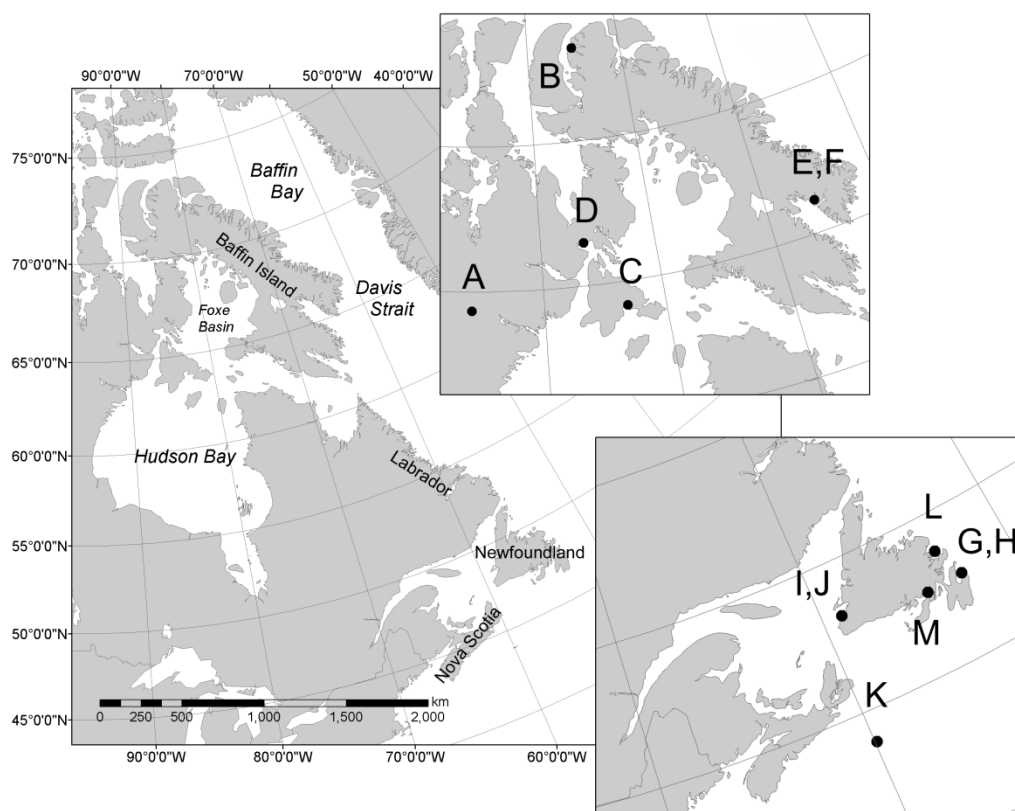 90°0'0"W
70°0'0"W
50°0'0"W
40°0'0"W
75°0'0"N
70°0'0"N
65°0'0"N
60°0'0"N
55°0'0"N
50°0'0"N
45°0'0"N
Baffin
Bay
Baffin Island
Davis
Strait
Foxe
Basin
Hudson Bay
Labrador
Newfoundland
Nova Scotia
km
0 250 500 1,000 1,500 2,000
90°0'0"W
80°0'0"W
70°0'0"W
60°0'0"W
B
E,F
D
C
A
L
G,H
I,J
M
K